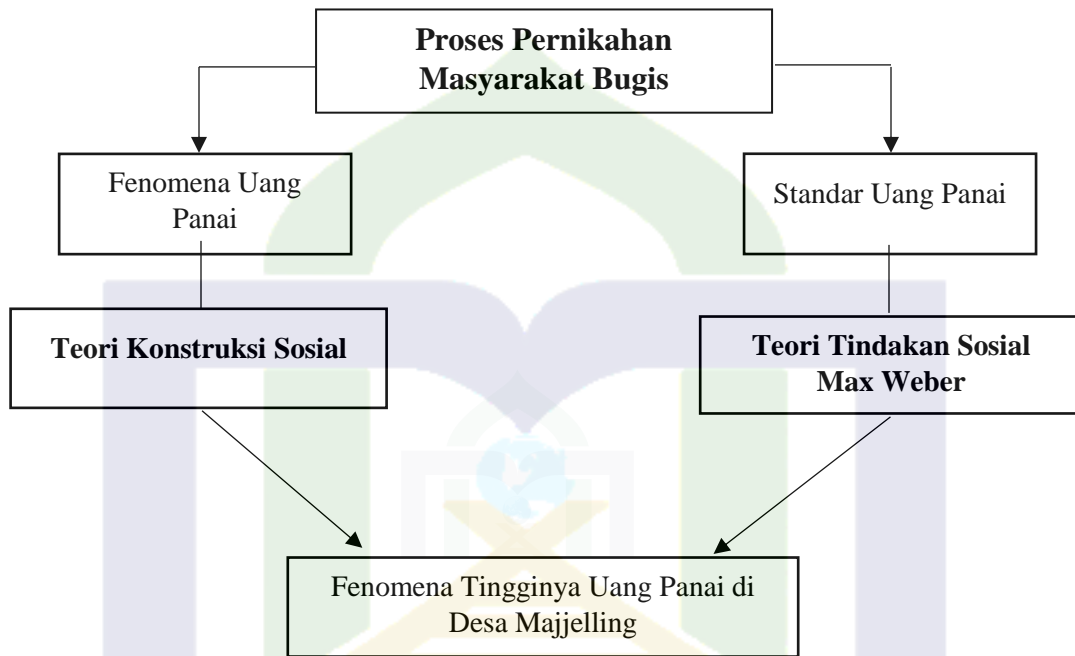 Proses Pernikahan
Masyarakat Bugis
Fenomena Uang
Panai
Standar Uang Panai
Teori Konstruksi Sosial
Teori Tindakan Sosial
Max Weber
Fenomena Tingginya Uang Panai di
Desa Majjelling